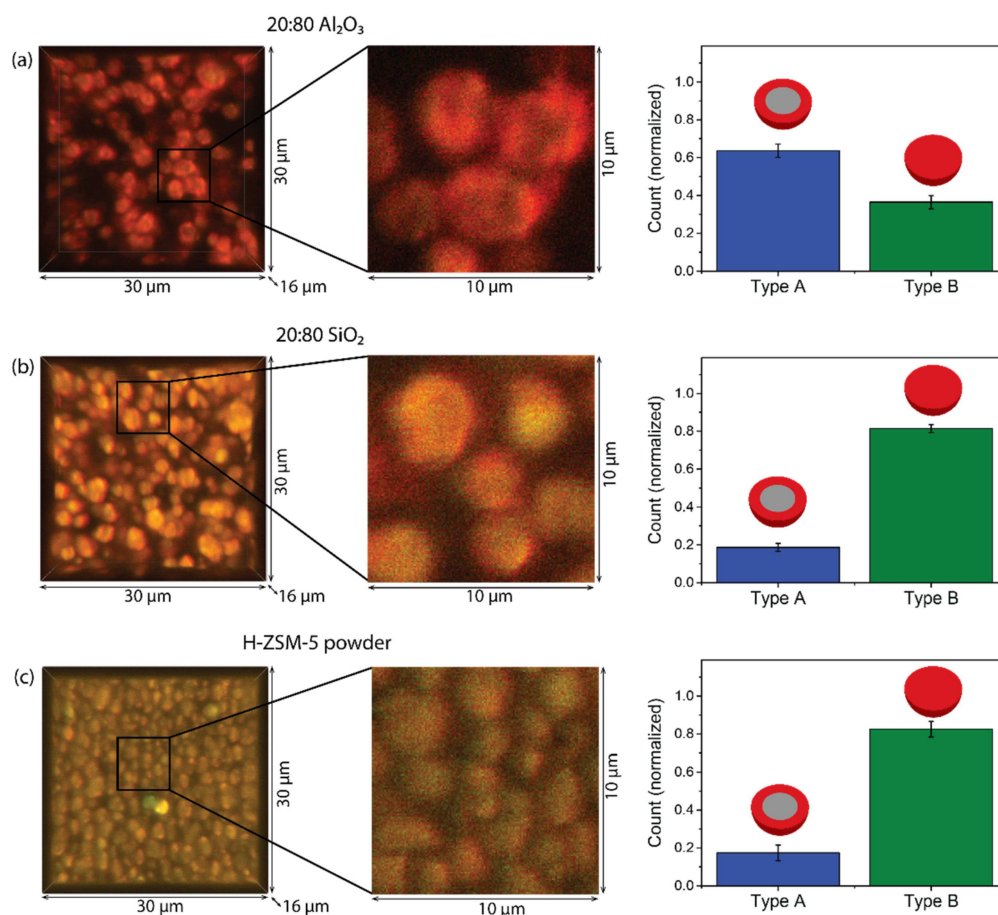 20:80 Al₂O₃
(a)
30 µm
30 µm
16 µm
10 µm
10 µm
Count (normalized)
1.0
0.8
0.6
0.4
0.2
0.0
Type A
Type B
20:80 SiO₂
(b)
30 µm
30 µm
16 µm
10 µm
10 µm
Count (normalized)
1.0
0.8
0.6
0.4
0.2
0.0
Type A
Type B
H-ZSM-5 powder
(c)
30 µm
30 µm
16 µm
10 µm
10 µm
Count (normalized)
1.0
0.8
0.6
0.4
0.2
0.0
Type A
Type B